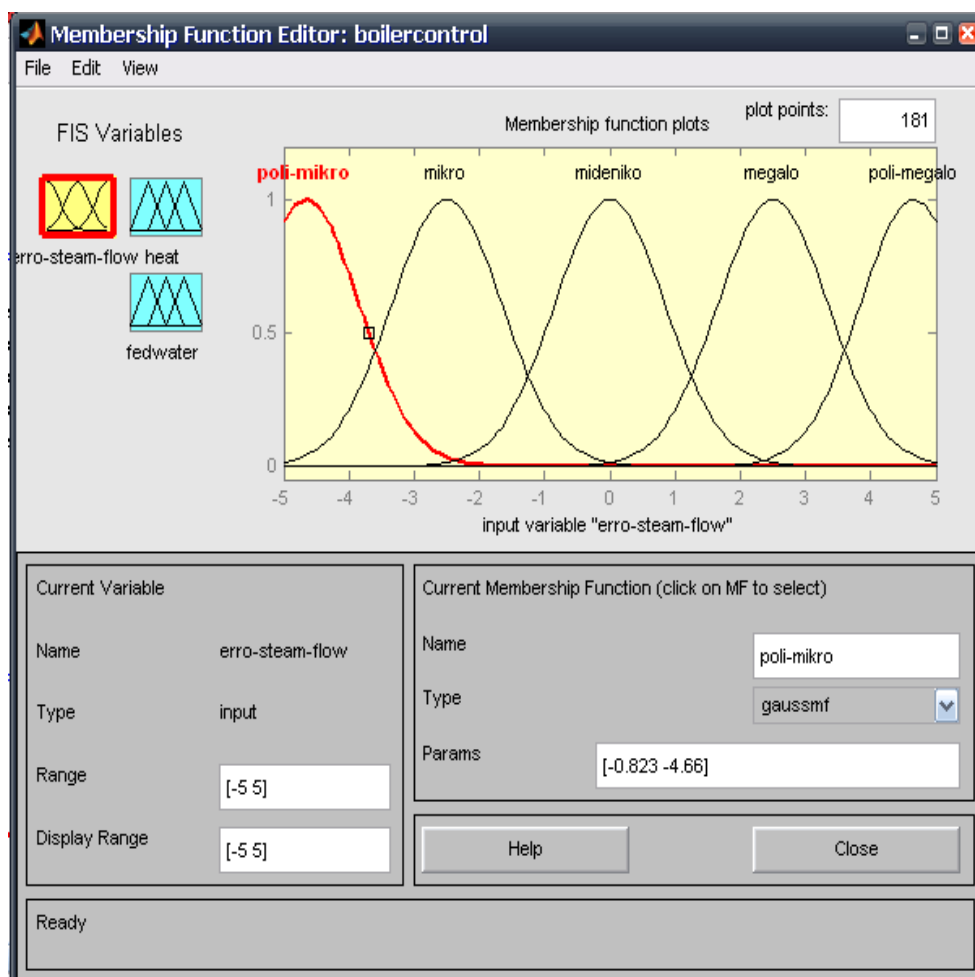 Membership Function Editor: boilercontrol
File Edit View
FIS Variables
Membership function plots
plot points:
181
poli-mikro mikro mideniko megalo poli-megalo
erro-steam-flow heat
fedwater
1
0.5
0
-5 -4 -3 -2 -1 0 1 2 3 4 5
input variable "erro-steam-flow"
Current Variable
Name erro-steam-flow
Type input
Range [-5 5]
Display Range [-5 5]
Current Membership Function (click on MF to select)
Name poli-mikro
Type gaussmf
Params [-0.823 -4.66]
Help Close
Ready